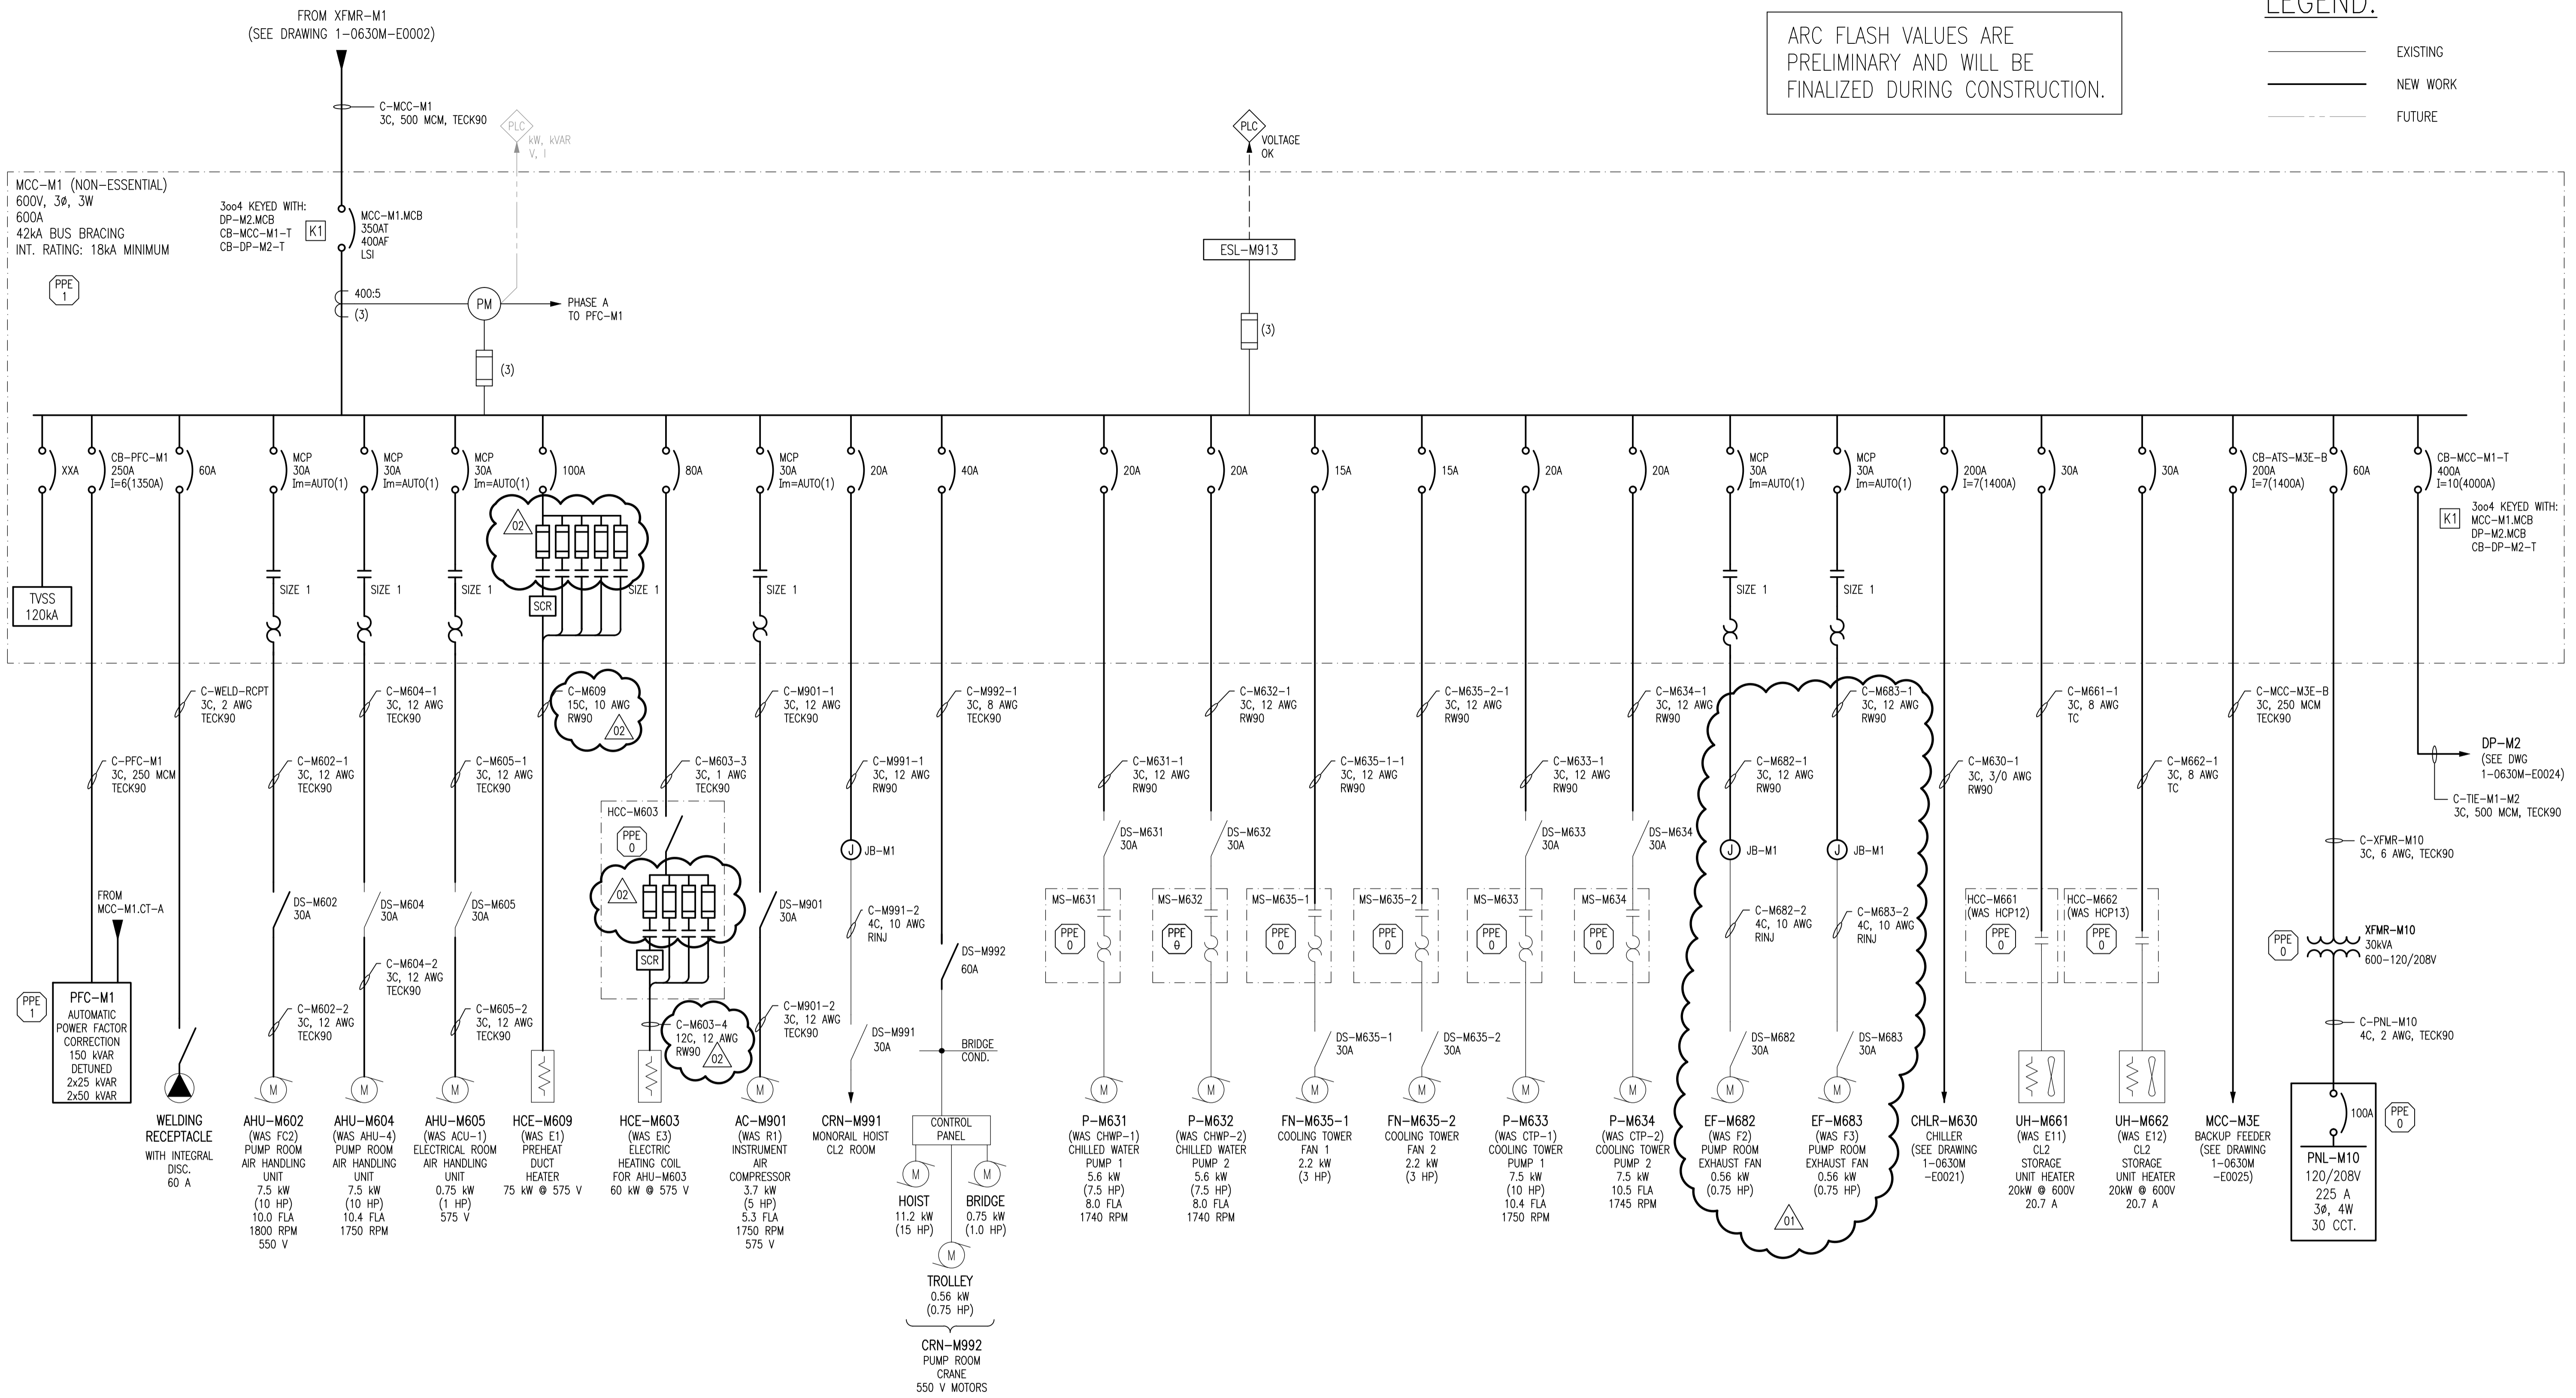 FROM XFMR-M1
(SEE DRAWING 1-0630M-E0002)
C-MCC-M1
3C, 500 MCM, TECK90
PLC
kW, kVAR
V, I
PLC
VOLTAGE
OK
ARC FLASH VALUES ARE
PRELIMINARY AND WILL BE
FINALIZED DURING CONSTRUCTION.
LEGEND:
EXISTING
NEW WORK
FUTURE
MCC-M1 (NON-ESSENTIAL)
600V, 3ø, 3W
600A
42kA BUS BRACING
INT. RATING: 18kA MINIMUM
PPE
1
3oo4 KEYED WITH:
DP-M2.MCB
CB-MCC-M1-T
CB-DP-M2-T
K1
MCC-M1.MCB
350AT
400AF
LSI
400:5
(3)
PM
PHASE A
TO PFC-M1
(3)
ESL-M913
(3)
XXA
CB-PFC-M1
250A
I=6(1350A)
60A
MCP
30A
Im=AUTO(1)
MCP
30A
Im=AUTO(1)
MCP
30A
Im=AUTO(1)
100A
80A
MCP
30A
Im=AUTO(1)
20A
40A
20A
20A
15A
15A
20A
20A
MCP
30A
Im=AUTO(1)
MCP
30A
Im=AUTO(1)
200A
I=7(1400A)
30A
30A
CB-ATS-M3E-B
200A
I=7(1400A)
60A
CB-MCC-M1-T
400A
I=10(4000A)
K1
3oo4 KEYED WITH:
MCC-M1.MCB
DP-M2.MCB
CB-DP-M2-T
TVSS
120kA
SIZE 1
SIZE 1
SIZE 1
02
SCR
SIZE 1
SIZE 1
SIZE 1
SIZE 1
C-WELD-RCPT
3C, 2 AWG
TECK90
C-M604-1
3C, 12 AWG
TECK90
C-M609
15C, 10 AWG
RW90
02
C-M901-1
3C, 12 AWG
TECK90
C-M992-1
3C, 8 AWG
TECK90
C-M632-1
3C, 12 AWG
RW90
C-M635-2-1
3C, 12 AWG
RW90
C-M634-1
3C, 12 AWG
RW90
C-M683-1
3C, 12 AWG
RW90
C-M661-1
3C, 8 AWG
TC
C-MCC-M3E-B
3C, 250 MCM
TECK90
C-PFC-M1
3C, 250 MCM
TECK90
C-M602-1
3C, 12 AWG
TECK90
C-M605-1
3C, 12 AWG
TECK90
C-M603-3
3C, 1 AWG
TECK90
C-M991-1
3C, 12 AWG
RW90
C-M631-1
3C, 12 AWG
RW90
C-M635-1-1
3C, 12 AWG
RW90
C-M633-1
3C, 12 AWG
RW90
C-M682-1
3C, 12 AWG
RW90
C-M630-1
3C, 3/0 AWG
RW90
C-M662-1
3C, 8 AWG
TC
DP-M2
(SEE DWG
1-0630M-E0024)
C-TIE-M1-M2
3C, 500 MCM, TECK90
HCC-M603
PPE
0
02
SCR
J
JB-M1
DS-M631
30A
DS-M632
30A
DS-M633
30A
DS-M634
30A
J
JB-M1
J
JB-M1
C-XFMR-M10
3C, 6 AWG, TECK90
FROM
MCC-M1.CT-A
DS-M602
30A
DS-M604
30A
DS-M605
30A
DS-M901
30A
C-M991-2
4C, 10 AWG
RINJ
MS-M631
PPE
0
MS-M632
PPE
0
MS-M635-1
PPE
0
MS-M635-2
PPE
0
MS-M633
PPE
0
MS-M634
PPE
0
C-M682-2
4C, 10 AWG
RINJ
C-M683-2
4C, 10 AWG
RINJ
HCC-M661
(WAS HCP12)
PPE
0
HCC-M662
(WAS HCP13)
PPE
0
PPE
0
XFMR-M10
30kVA
600-120/208V
C-M604-2
3C, 12 AWG
TECK90
DS-M992
60A
PPE
1
PFC-M1
AUTOMATIC
POWER FACTOR
CORRECTION
150 kVAR
DETUNED
2x25 kVAR
2x50 kVAR
C-M602-2
3C, 12 AWG
TECK90
C-M605-2
3C, 12 AWG
TECK90
C-M603-4
12C, 12 AWG
RW90
02
C-M901-2
3C, 12 AWG
TECK90
DS-M991
30A
BRIDGE
COND.
DS-M635-1
30A
DS-M635-2
30A
DS-M682
30A
DS-M683
30A
C-PNL-M10
4C, 2 AWG, TECK90
WELDING
RECEPTACLE
WITH INTEGRAL
DISC.
60 A
M
AHU-M602
(WAS FC2)
PUMP ROOM
AIR HANDLING
UNIT
7.5 kW
(10 HP)
10.0 FLA
1800 RPM
550 V
M
AHU-M604
(WAS AHU-4)
PUMP ROOM
AIR HANDLING
UNIT
7.5 kW
(10 HP)
10.4 FLA
1750 RPM
M
AHU-M605
(WAS ACU-1)
ELECTRICAL ROOM
AIR HANDLING
UNIT
0.75 kW
(1 HP)
575 V
HCE-M609
(WAS E1)
PREHEAT
DUCT
HEATER
75 kW @ 575 V
HCE-M603
(WAS E3)
ELECTRIC
HEATING COIL
FOR AHU-M603
60 kW @ 575 V
M
AC-M901
(WAS R1)
INSTRUMENT
AIR
COMPRESSOR
3.7 kW
(5 HP)
5.3 FLA
1750 RPM
575 V
CRN-M991
MONORAIL HOIST
CL2 ROOM
CONTROL
PANEL
M
HOIST
11.2 kW
(15 HP)
M
BRIDGE
0.75 kW
(1.0 HP)
M
TROLLEY
0.56 kW
(0.75 HP)
CRN-M992
PUMP ROOM
CRANE
550 V MOTORS
M
P-M631
(WAS CHWP-1)
CHILLED WATER
PUMP 1
5.6 kW
(7.5 HP)
8.0 FLA
1740 RPM
M
P-M632
(WAS CHWP-2)
CHILLED WATER
PUMP 2
5.6 kW
(7.5 HP)
8.0 FLA
1740 RPM
M
FN-M635-1
COOLING TOWER
FAN 1
2.2 kW
(3 HP)
M
FN-M635-2
COOLING TOWER
FAN 2
2.2 kW
(3 HP)
M
P-M633
(WAS CTP-1)
COOLING TOWER
PUMP 1
7.5 kW
(10 HP)
10.4 FLA
1750 RPM
M
P-M634
(WAS CTP-2)
COOLING TOWER
PUMP 2
7.5 kW
10.5 FLA
1745 RPM
M
EF-M682
(WAS F2)
PUMP ROOM
EXHAUST FAN
0.56 kW
(0.75 HP)
M
EF-M683
(WAS F3)
PUMP ROOM
EXHAUST FAN
0.56 kW
(0.75 HP)
01
CHLR-M630
CHILLER
(SEE DRAWING
1-0630M
-E0021)
UH-M661
(WAS E11)
CL2
STORAGE
UNIT HEATER
20kW @ 600V
20.7 A
UH-M662
(WAS E12)
CL2
STORAGE
UNIT HEATER
20kW @ 600V
20.7 A
MCC-M3E
BACKUP FEEDER
(SEE DRAWING
1-0630M
-E0025)
100A
PPE
0
PNL-M10
120/208V
225 A
3ø, 4W
30 CCT.